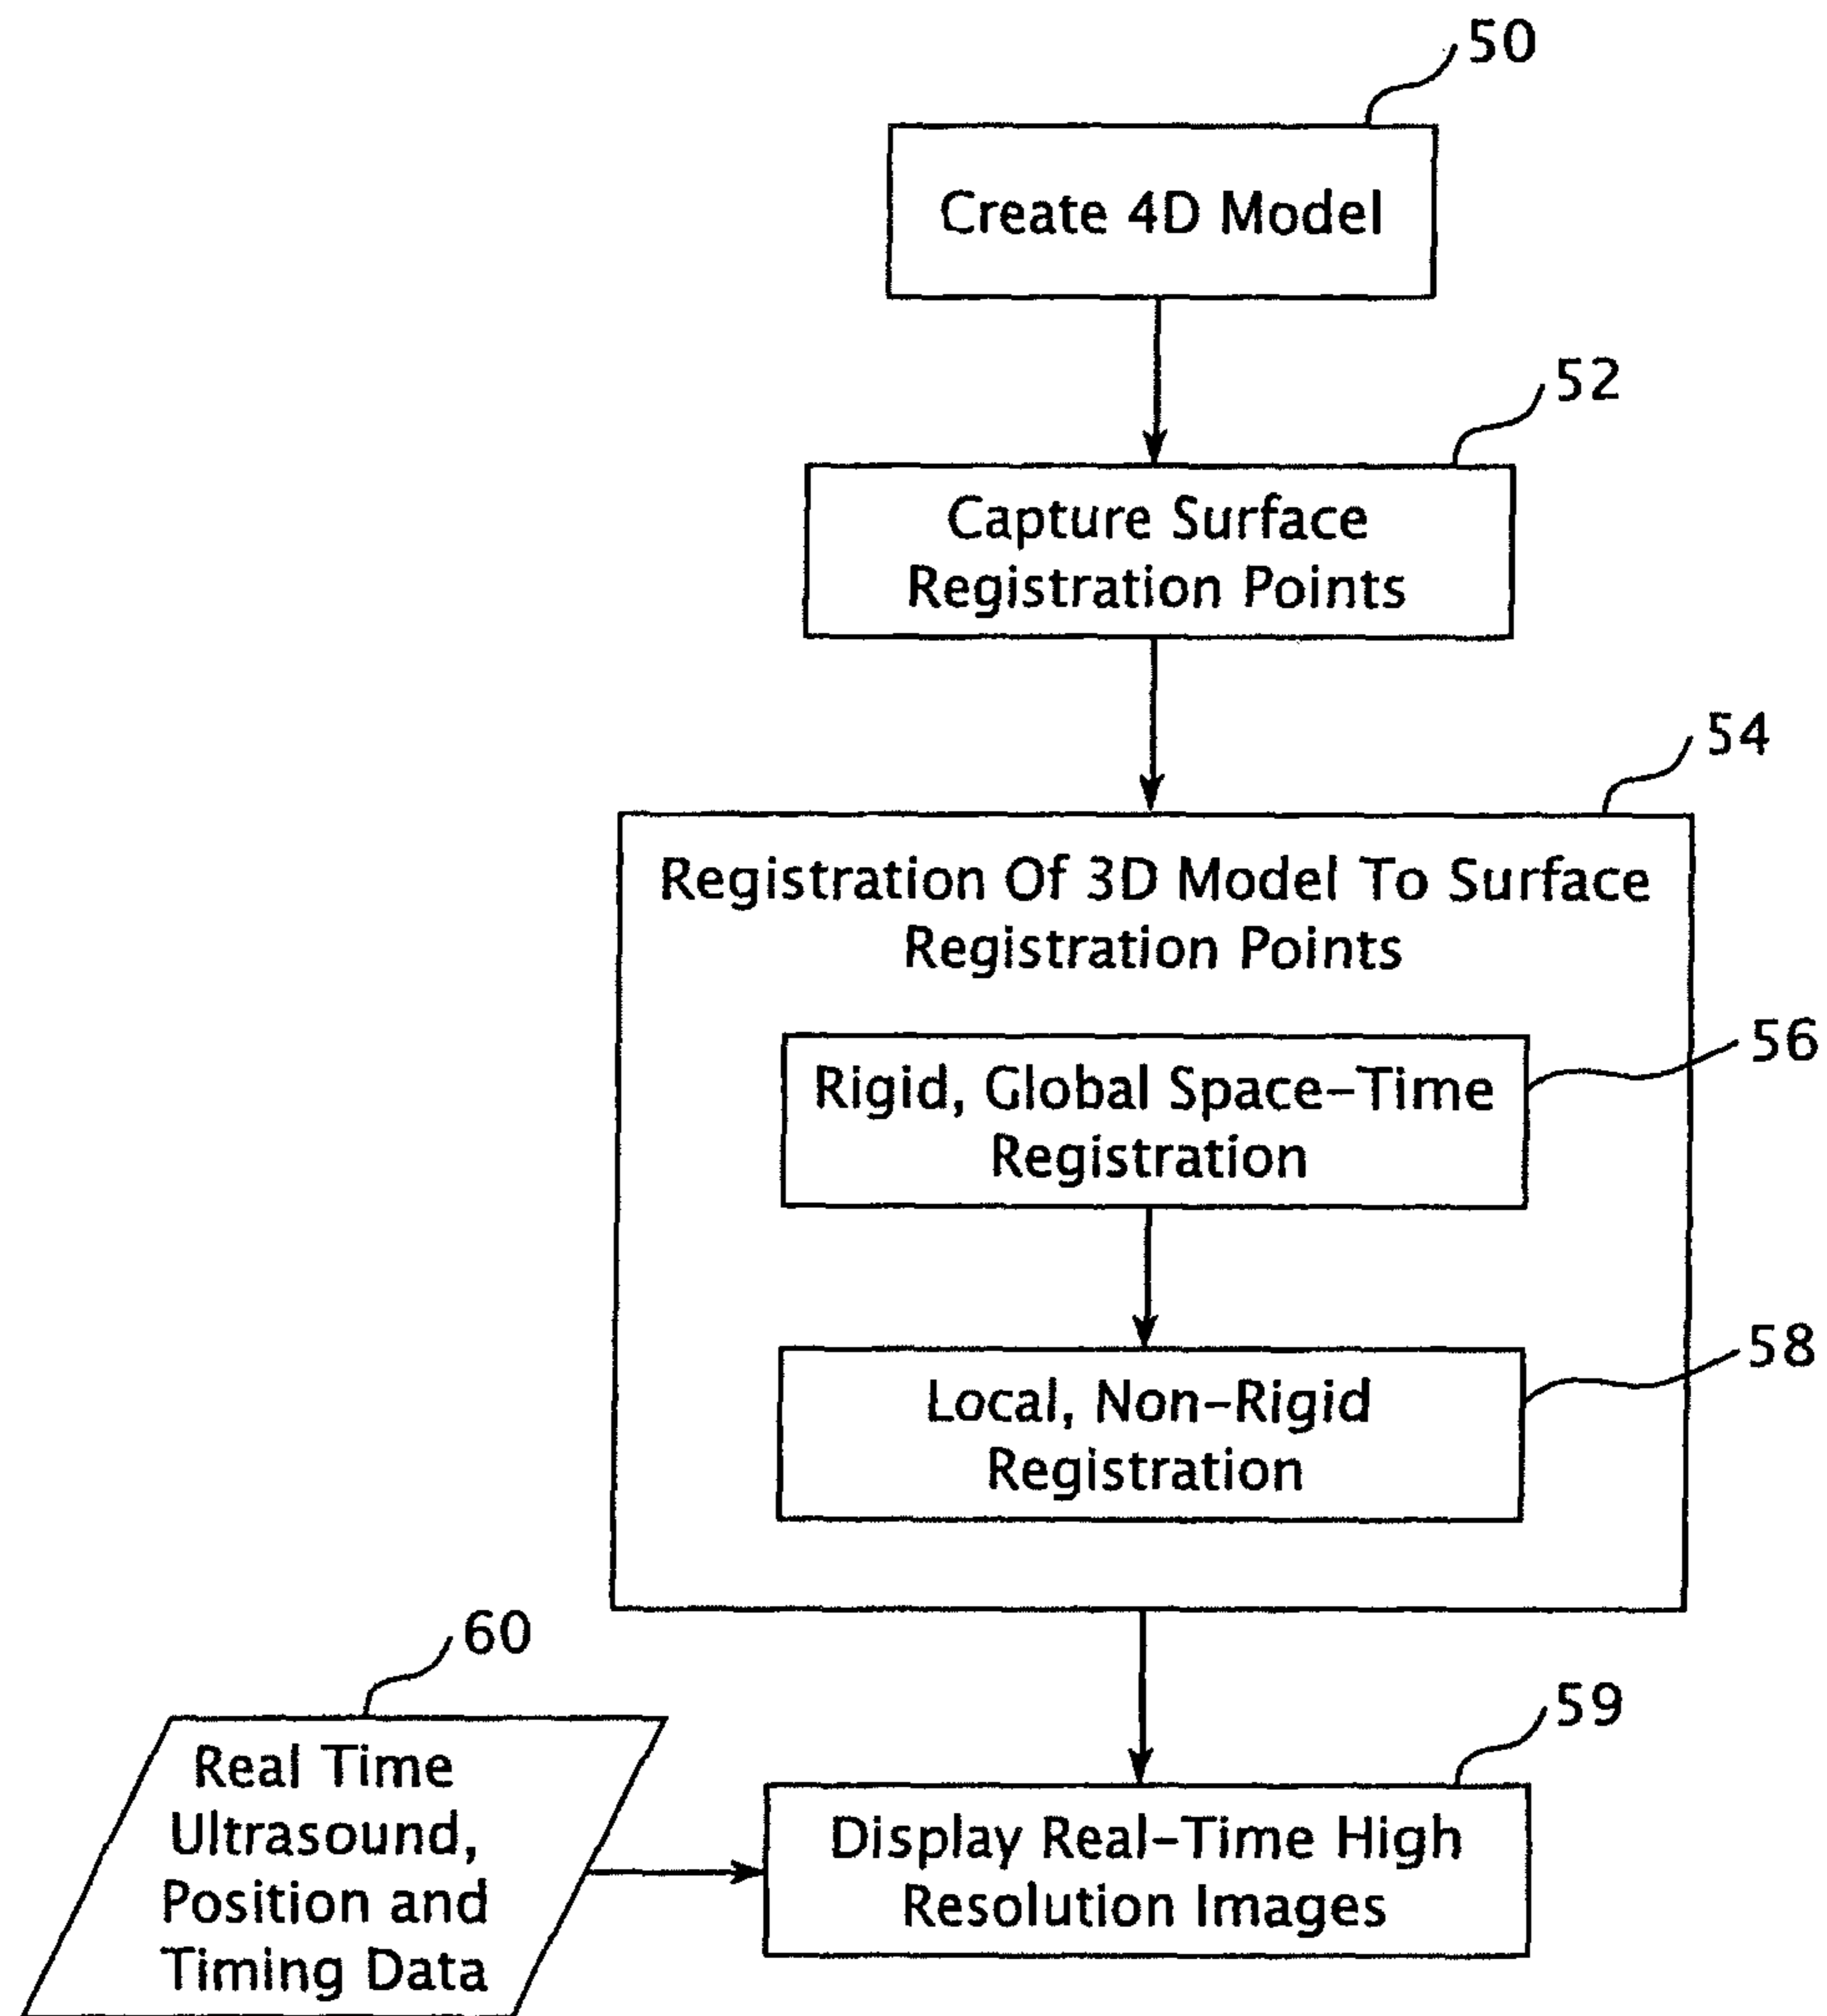 50
Create 4D Model
52
Capture Surface
Registration Points
54
Registration Of 3D Model To Surface
Registration Points
56
Rigid, Global Space-Time
Registration
58
Local, Non-Rigid
Registration
60
Real Time
Ultrasound,
Position and
Timing Data
59
Display Real-Time High
Resolution Images